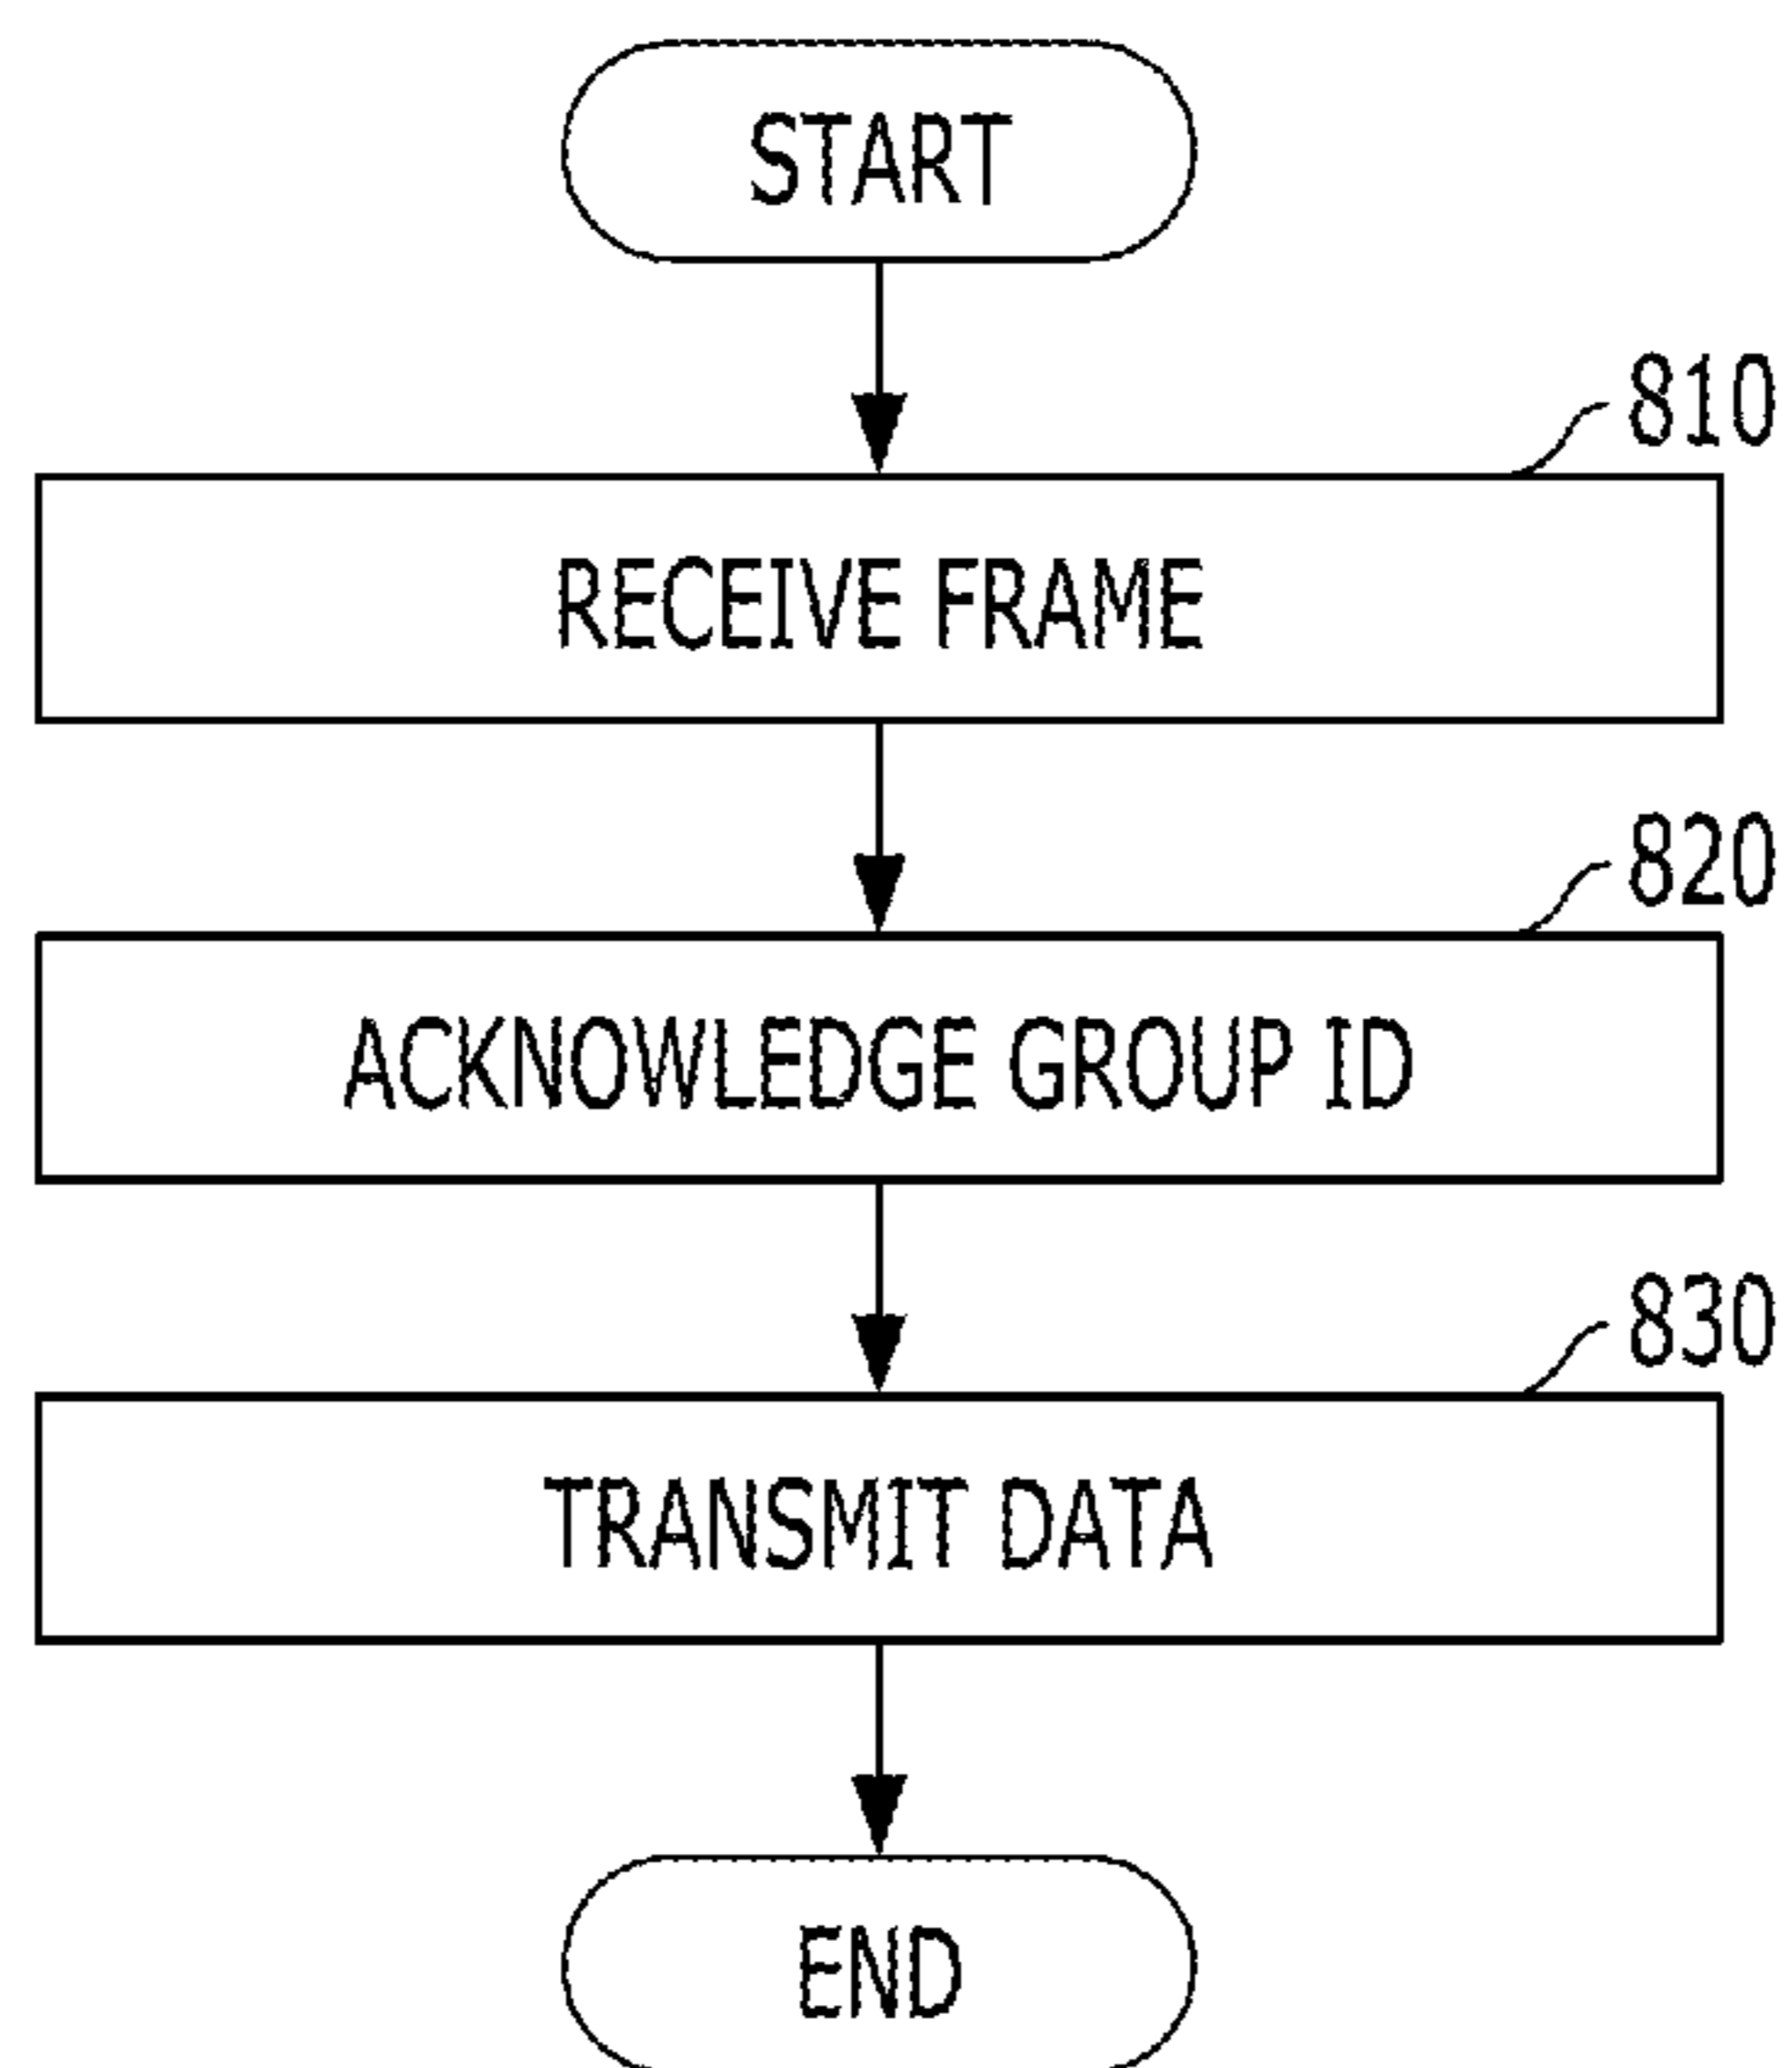 START
810
RECEIVE FRAME
820
ACKNOWLEDGE GROUP ID
830
TRANSMIT DATA
END